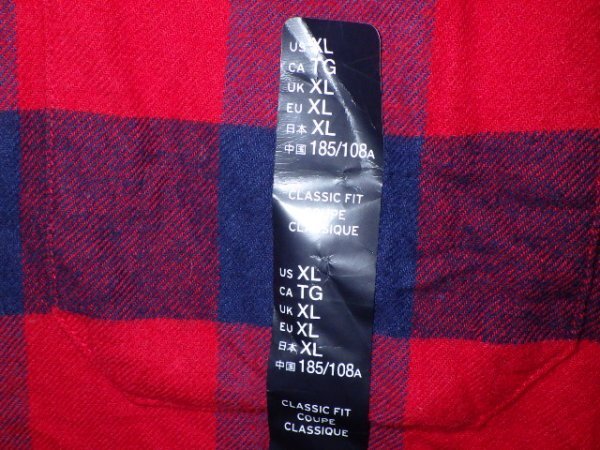 US XL
CA TG
UK XL
EU XL
日本 XL
中国 185/108A
CLASSIC FIT
COUPE
CLASSIQUE
US XL
CA TG
UK XL
EU XL
日本 XL
中国 185/108A
CLASSIC FIT
COUPE
CLASSIQUE